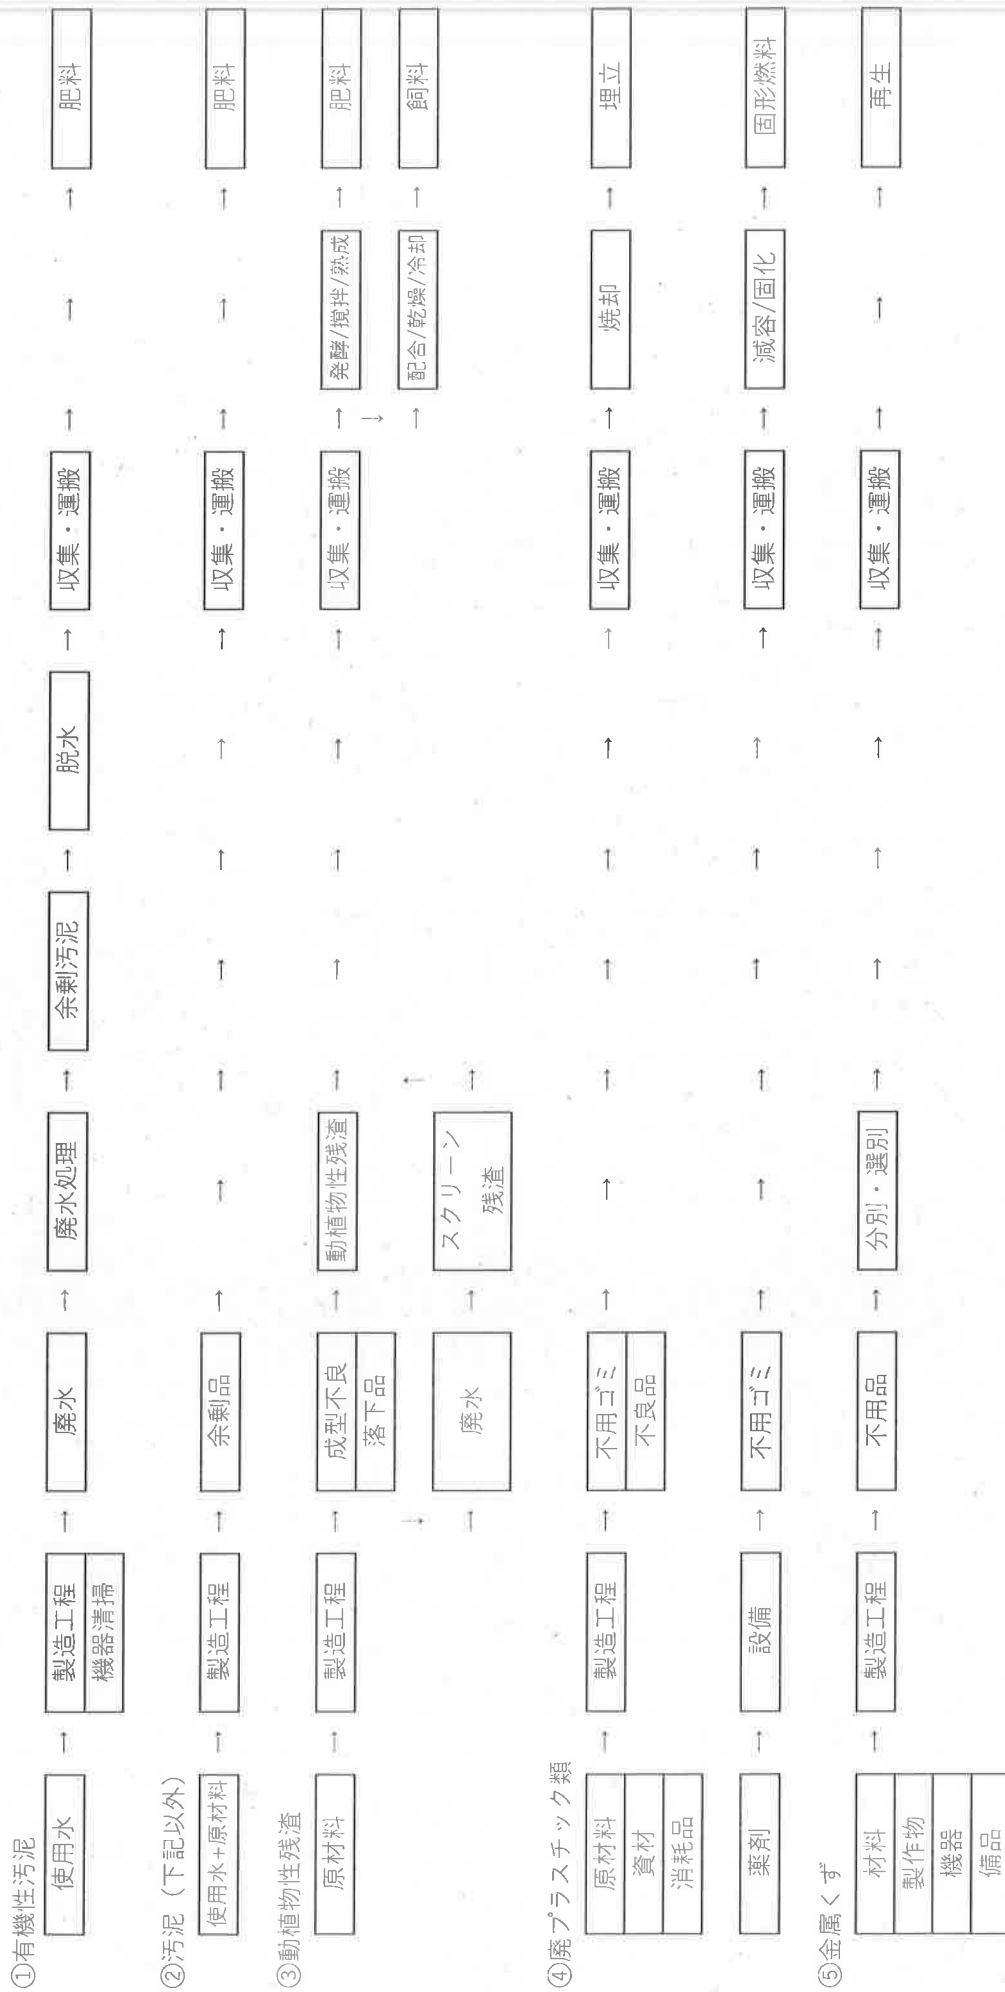 ①有機性汚泥
使用水 → 製造工程 → 廃水 → 廃水処理 → 余剰汚泥 → 脱水 → 収集・運搬 → → → 肥料
機器清掃
②汚泥（下記以外）
使用水+原材料 → 製造工程 → 余剰品 → → → → → → → 収集・運搬 → → → 肥料
③動植物性残渣
原材料 → 製造工程 → 成型不良 → 動植物性残渣 → → → → → 収集・運搬 → 発酵/攪拌/熟成 → 肥料
落下品
→ 配合/乾燥/冷却 → 飼料
→ 廃水 → スクリーン →
残渣
④廃プラスチック類
原材料 → 製造工程 → 不用ゴミ → → → → → → → 収集・運搬 → 焼却 → 埋立
資材
不良品
消耗品
薬剤 → 設備 → 不用ゴミ → → → → → → → 収集・運搬 → 減容/固化 → 固形燃料
⑤金属くず
材料 → 製造工程 → 不用品 → 分別・選別 → → → → → 収集・運搬 → → → 再生
製作物
機器
備品